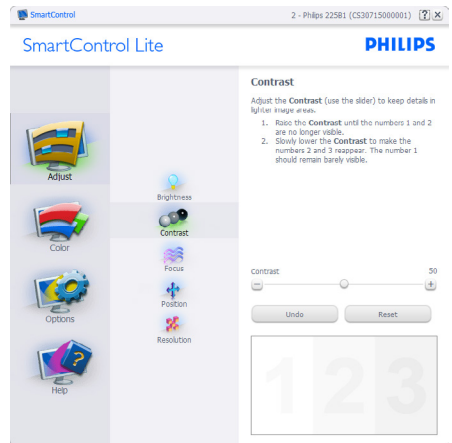 SmartControl
2 - Philips 225B1 (CS30715000001)
SmartControl Lite
PHILIPS
Adjust
Color
Options
Help
Brightness
Contrast
Focus
Position
Resolution
Contrast
Adjust the Contrast (use the slider) to keep details in
lighter image areas.
1. Raise the Contrast until the numbers 1 and 2
are no longer visible.
2. Slowly lower the Contrast to make the
numbers 2 and 3 reappear. The number 1
should remain barely visible.
Contrast 50
Undo Reset
1 2 3